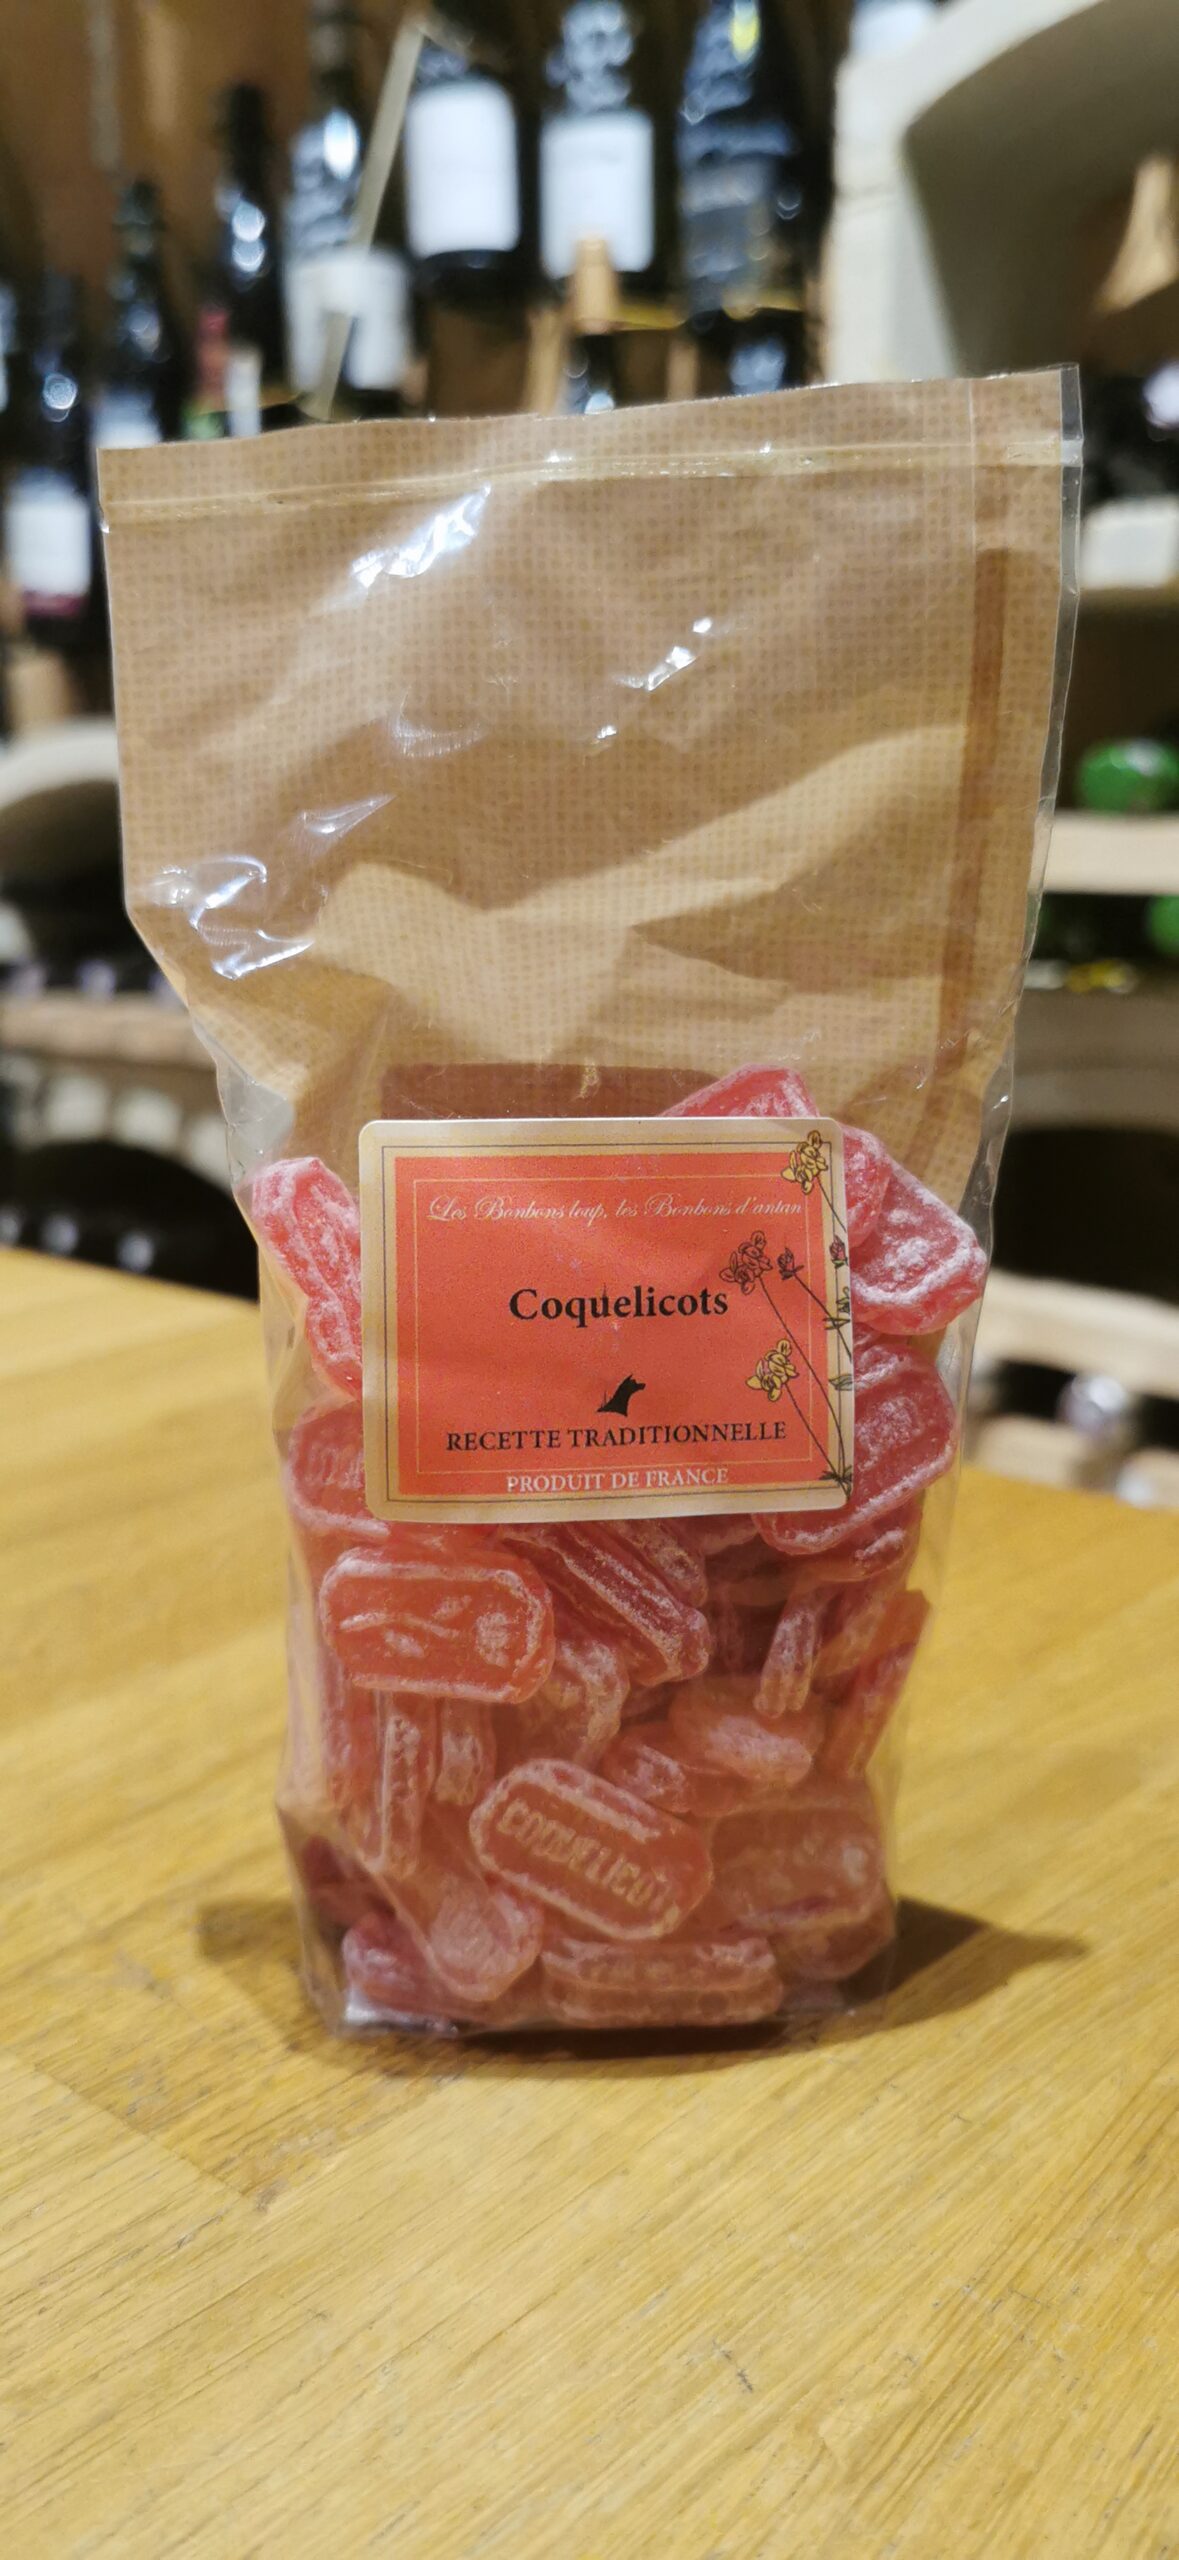 Les Bonbons loup, les Bonbons d'antan
Coquelicots
RECETTE TRADITIONNELLE
PRODUIT DE FRANCE
COQUELICOT